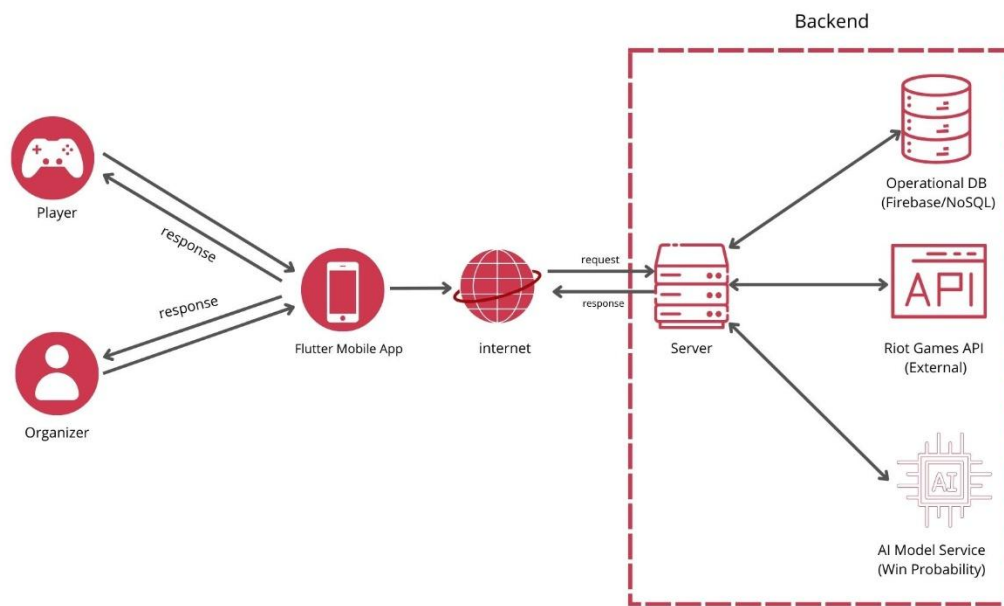 Backend
Player
response
response
Organizer
Flutter Mobile App
internet
request
response
Server
Operational DB
(Firebase/NoSQL)
API
Riot Games API
(External)
AI
AI Model Service
(Win Probability)